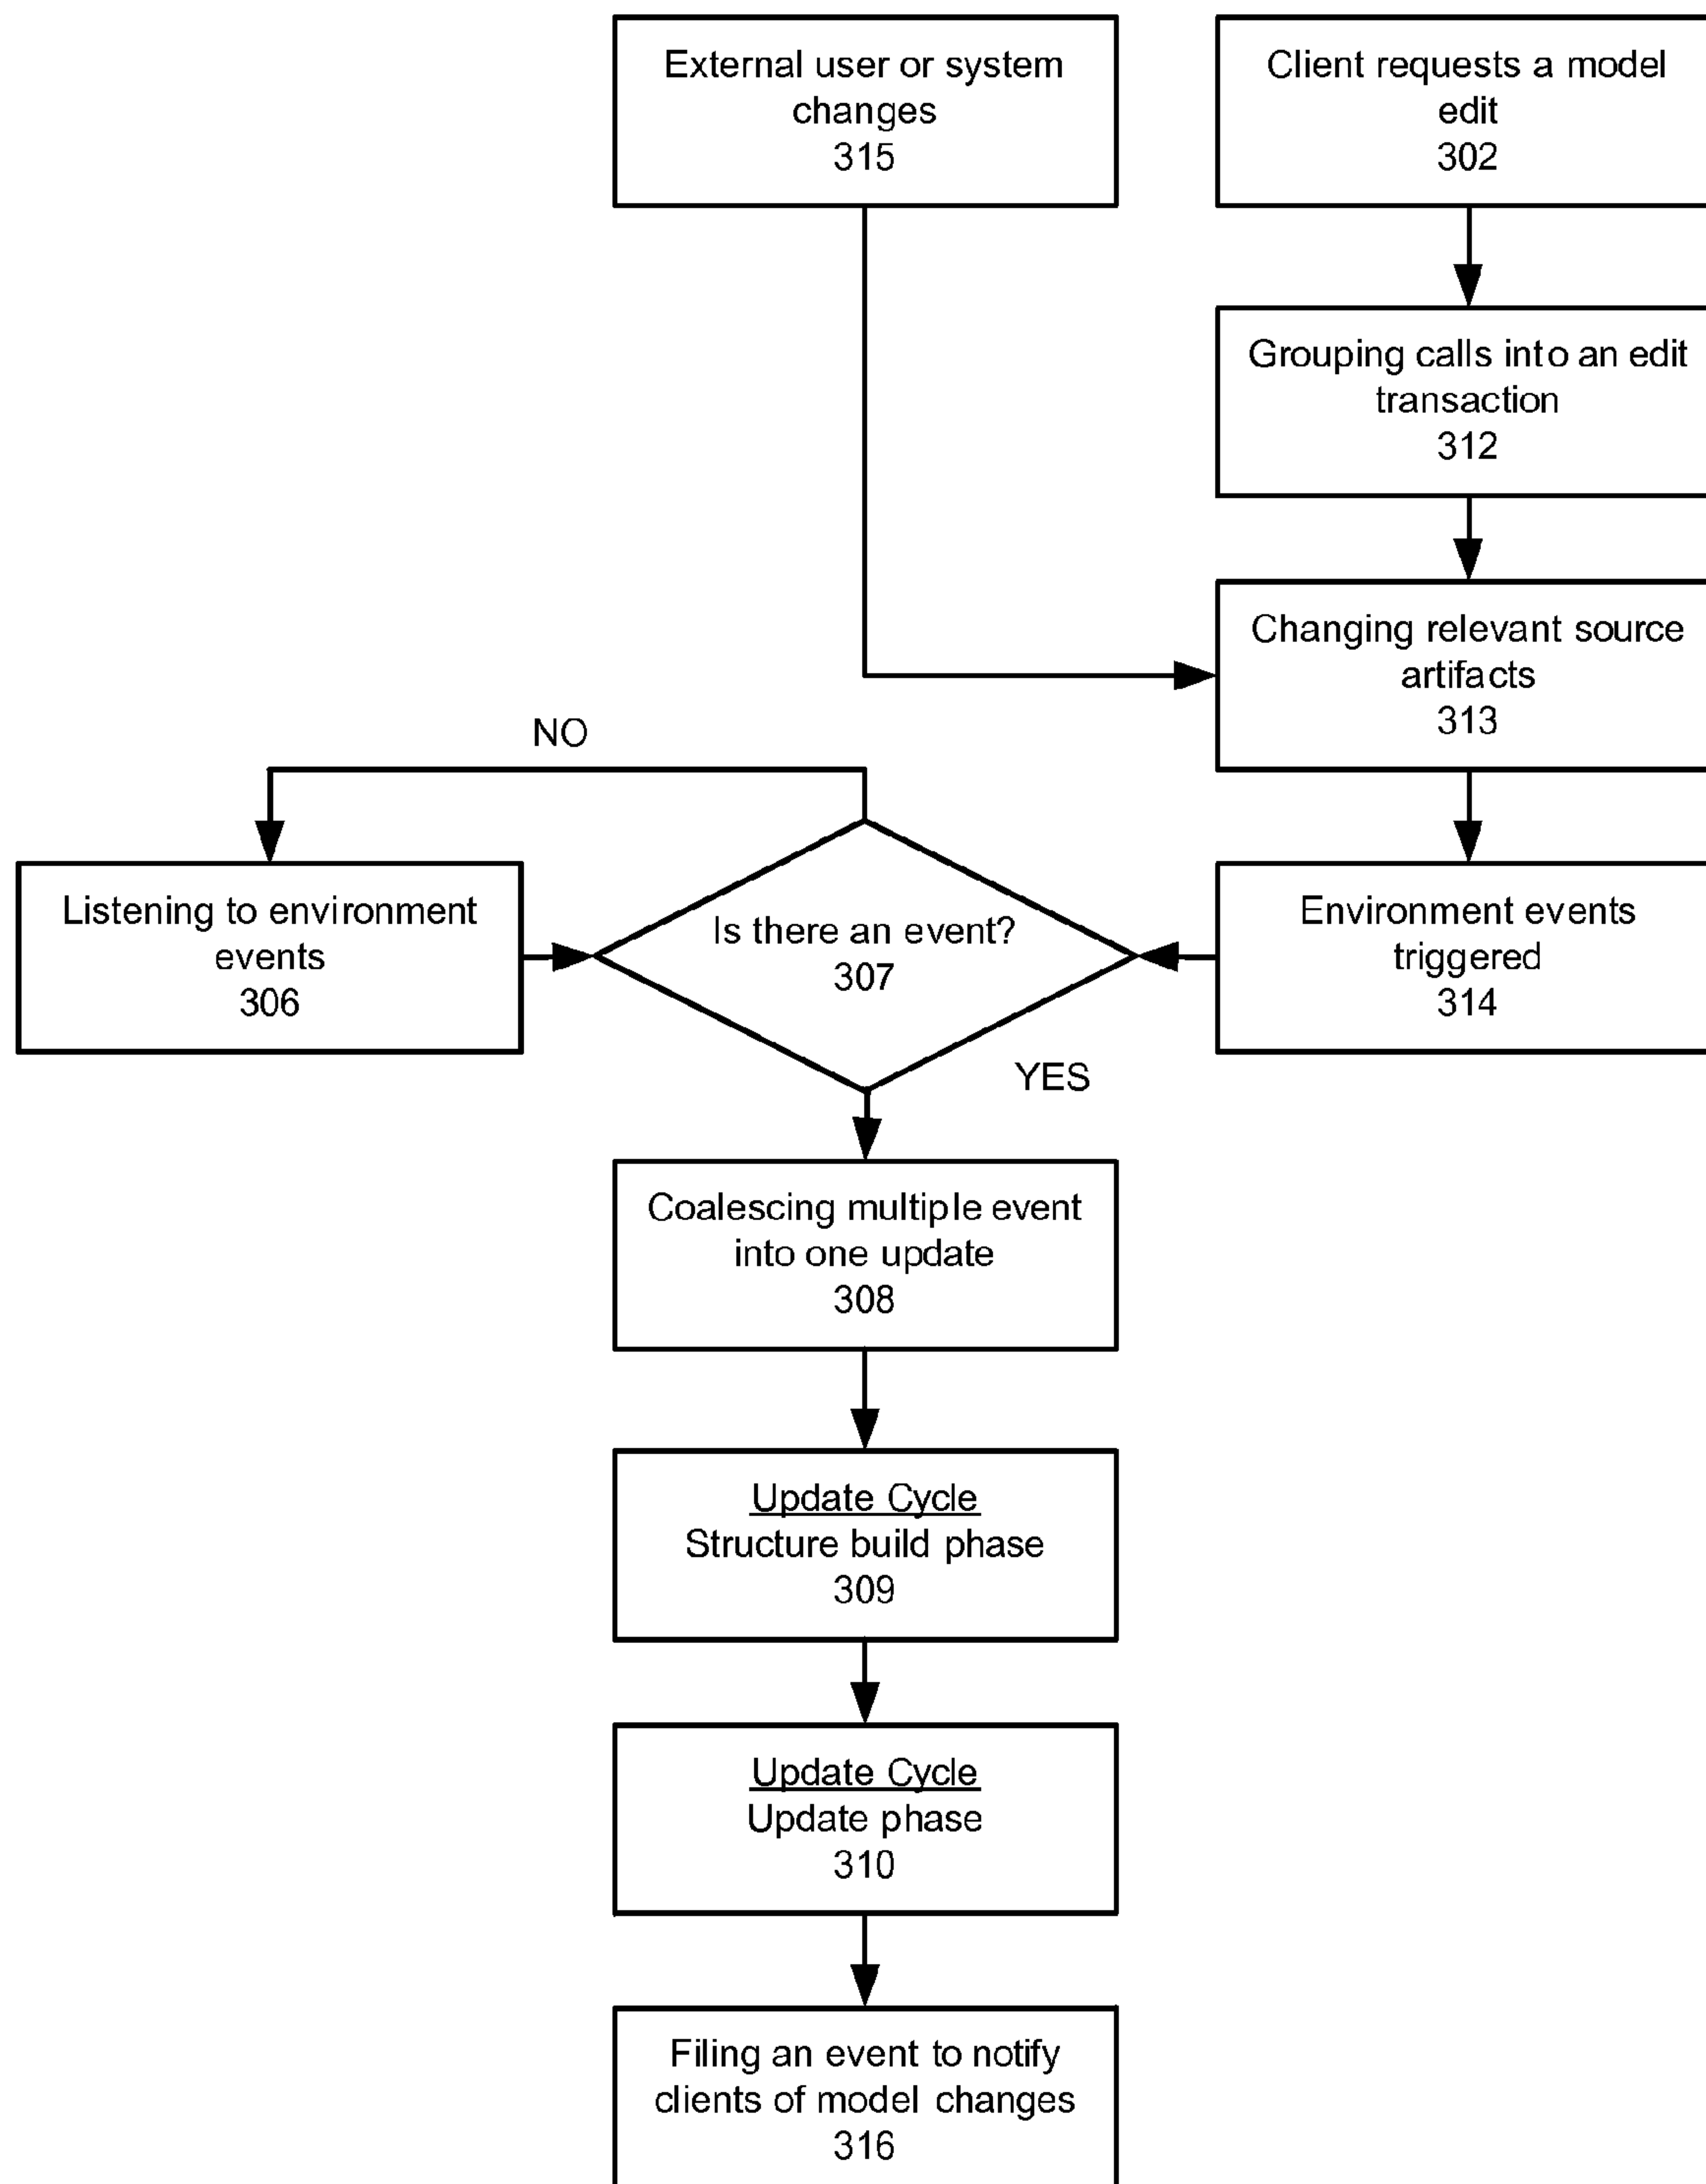 External user or system
changes
315
Client requests a model
edit
302
Grouping calls into an edit
transaction
312
Changing relevant source
artifacts
313
NO
Listening to environment
events
306
Is there an event?
307
Environment events
triggered
314
YES
Coalescing multiple event
into one update
308
Update Cycle
Structure build phase
309
Update Cycle
Update phase
310
Filing an event to notify
clients of model changes
316